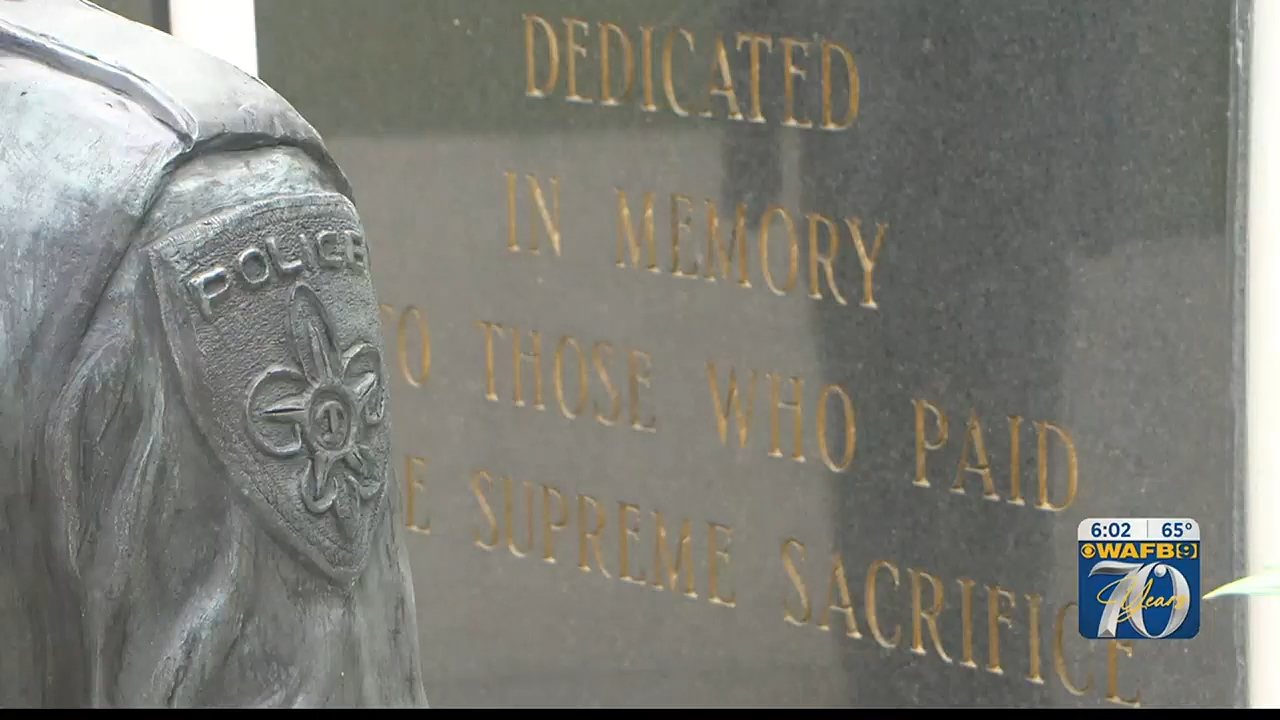 POLICE
DEDICATED
IN MEMORY
TO THOSE WHO PAID
E SUPREME SACRIFICE
6:02 65°
WAFB 9
70
Years